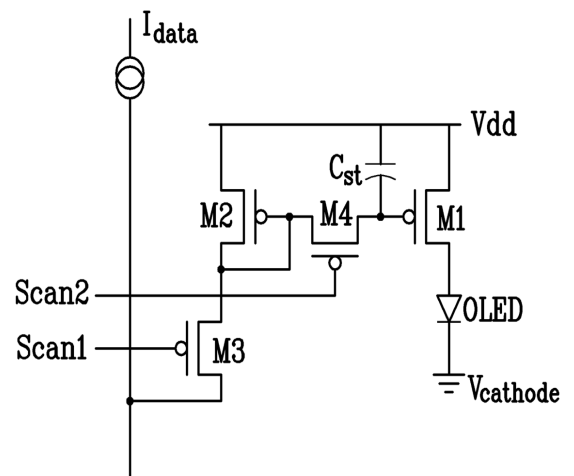 Idata
Vdd
Cst
M2
M4
M1
Scan2
OLED
Scan1
M3
Vcathode